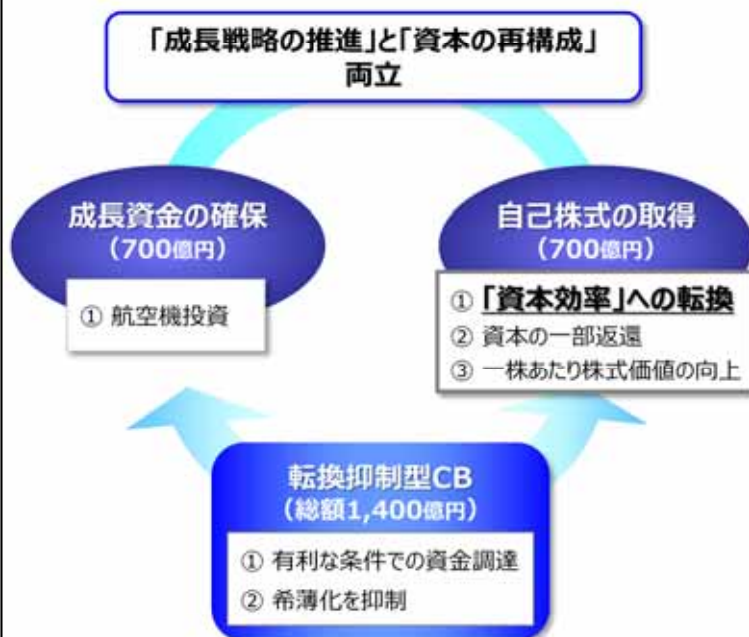 「成長戦略の推進」と「資本の再構成」
両立
成長資金の確保
（700億円）
① 航空機投資
自己株式の取得
（700億円）
① 「資本効率」への転換
② 資本の一部返還
③ 一株あたり株式価値の向上
転換抑制型CB
（総額1,400億円）
① 有利な条件での資金調達
② 希薄化を抑制